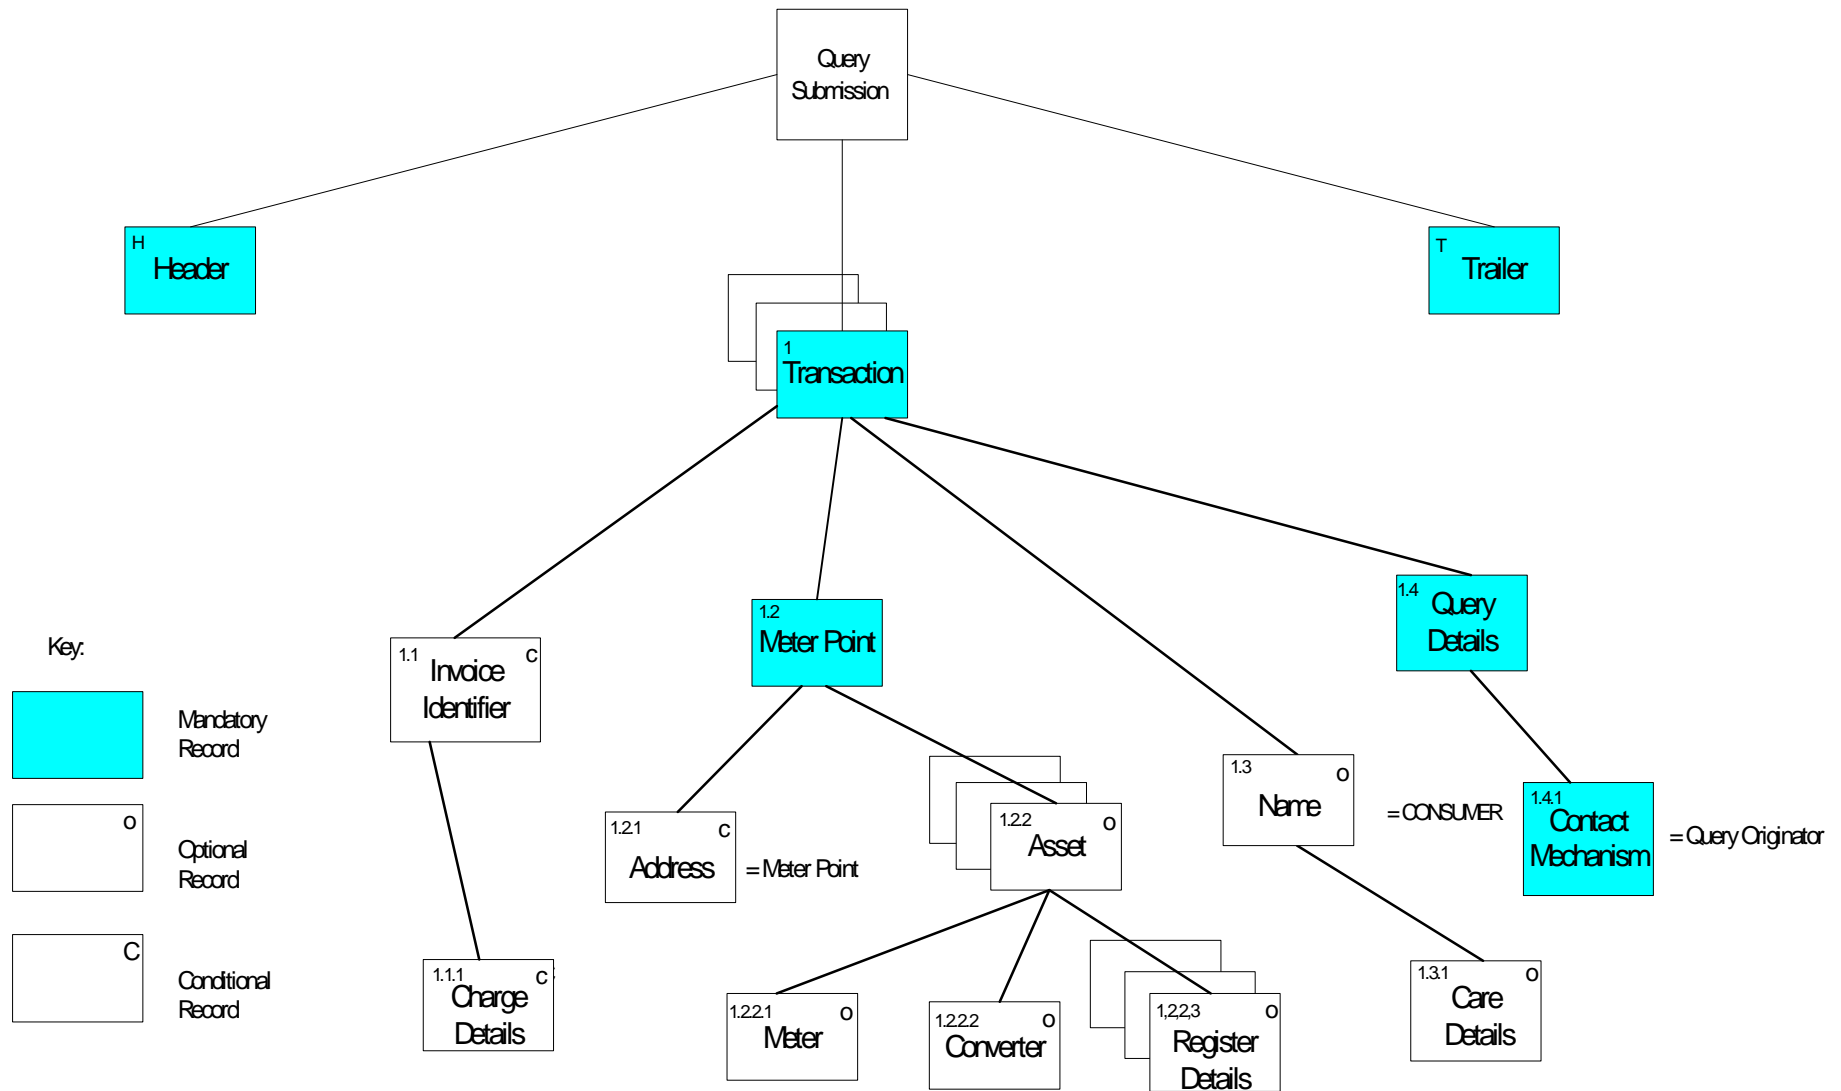 Query
Submission
H
Header
T
Trailer
1
Transaction
1.4
Query
Details
1.2
Meter Point
Key:
1.1
c
Invoice
Identifier
Mandatory
Record
1.3
o
Name
= CONSUMER
1.4.1
Contact
Mechanism
= Query Originator
1.2.1
c
Address
= Meter Point
1.2.2
o
Asset
o
Optional
Record
C
Conditional
Record
1.1.1
c
Charge
Details
1.2.2.1
o
Meter
1.2.2.2
o
Converter
1,2,2,3
o
Register
Details
1.3.1
o
Care
Details